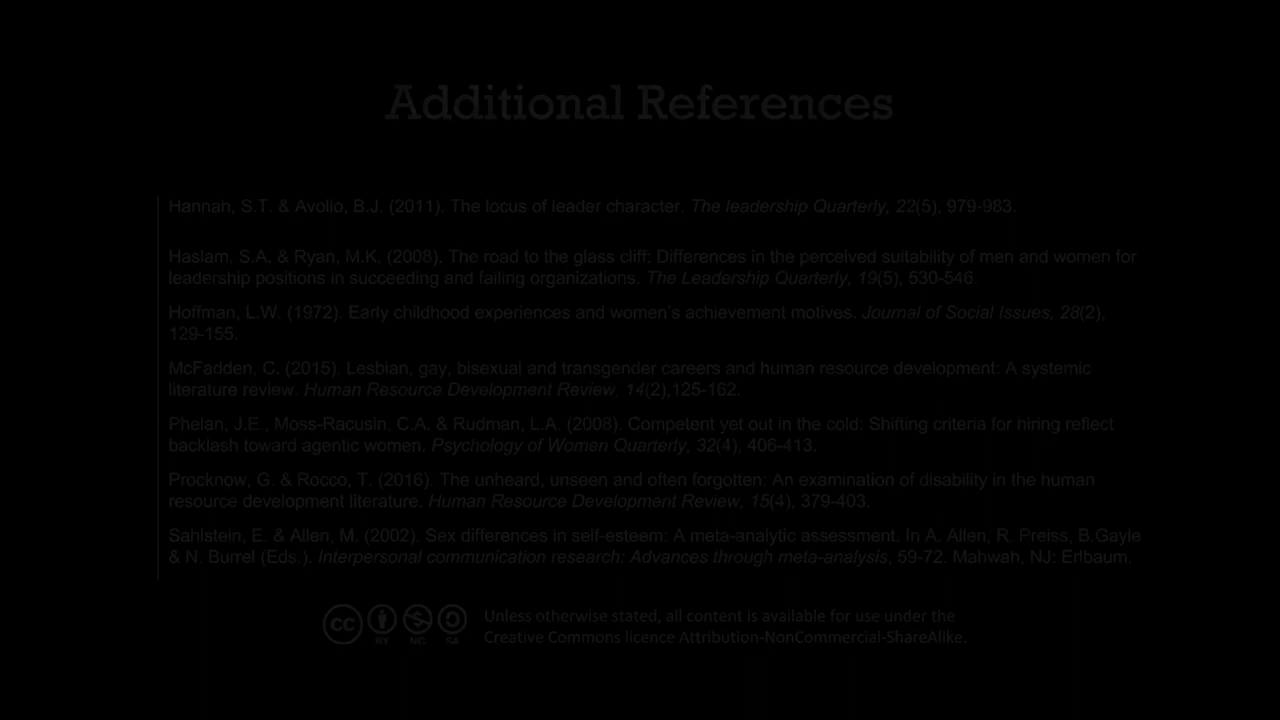 Additional References
Hannah, S.T. & Avolio, B.J. (2011). The locus of leader character. The leadership Quarterly, 22(5), 979-983.
Haslam, S.A. & Ryan, M.K. (2008). The road to the glass cliff: Differences in the perceived suitability of men and women for
leadership positions in succeeding and failing organizations. The Leadership Quarterly, 19(5), 530-546.
Hoffman, L.W. (1972). Early childhood experiences and women's achievement motives. Journal of Social Issues, 28(2),
129-155.
McFadden, C. (2015). Lesbian, gay, bisexual and transgender careers and human resource development: A systemic
literature review. Human Resource Development Review, 14(2),125-162.
Phelan, J.E., Moss-Racusin, C.A. & Rudman, L.A. (2008). Competent yet out in the cold: Shifting criteria for hiring reflect
backlash toward agentic women. Psychology of Women Quarterly, 32(4), 406-413.
Procknow, G. & Rocco, T. (2016). The unheard, unseen and often forgotten: An examination of disability in the human
resource development literature. Human Resource Development Review, 15(4), 379-403.
Sahlstein, E. & Allen, M. (2002). Sex differences in self-esteem: A meta-analytic assessment. In A. Allen, R. Preiss, B.Gayle
& N. Burrel (Eds.). Interpersonal communication research: Advances through meta-analysis, 59-72. Mahwah, NJ: Erlbaum.
cc BY NC SA
Unless otherwise stated, all content is available for use under the
Creative Commons licence Attribution-NonCommercial-ShareAlike.